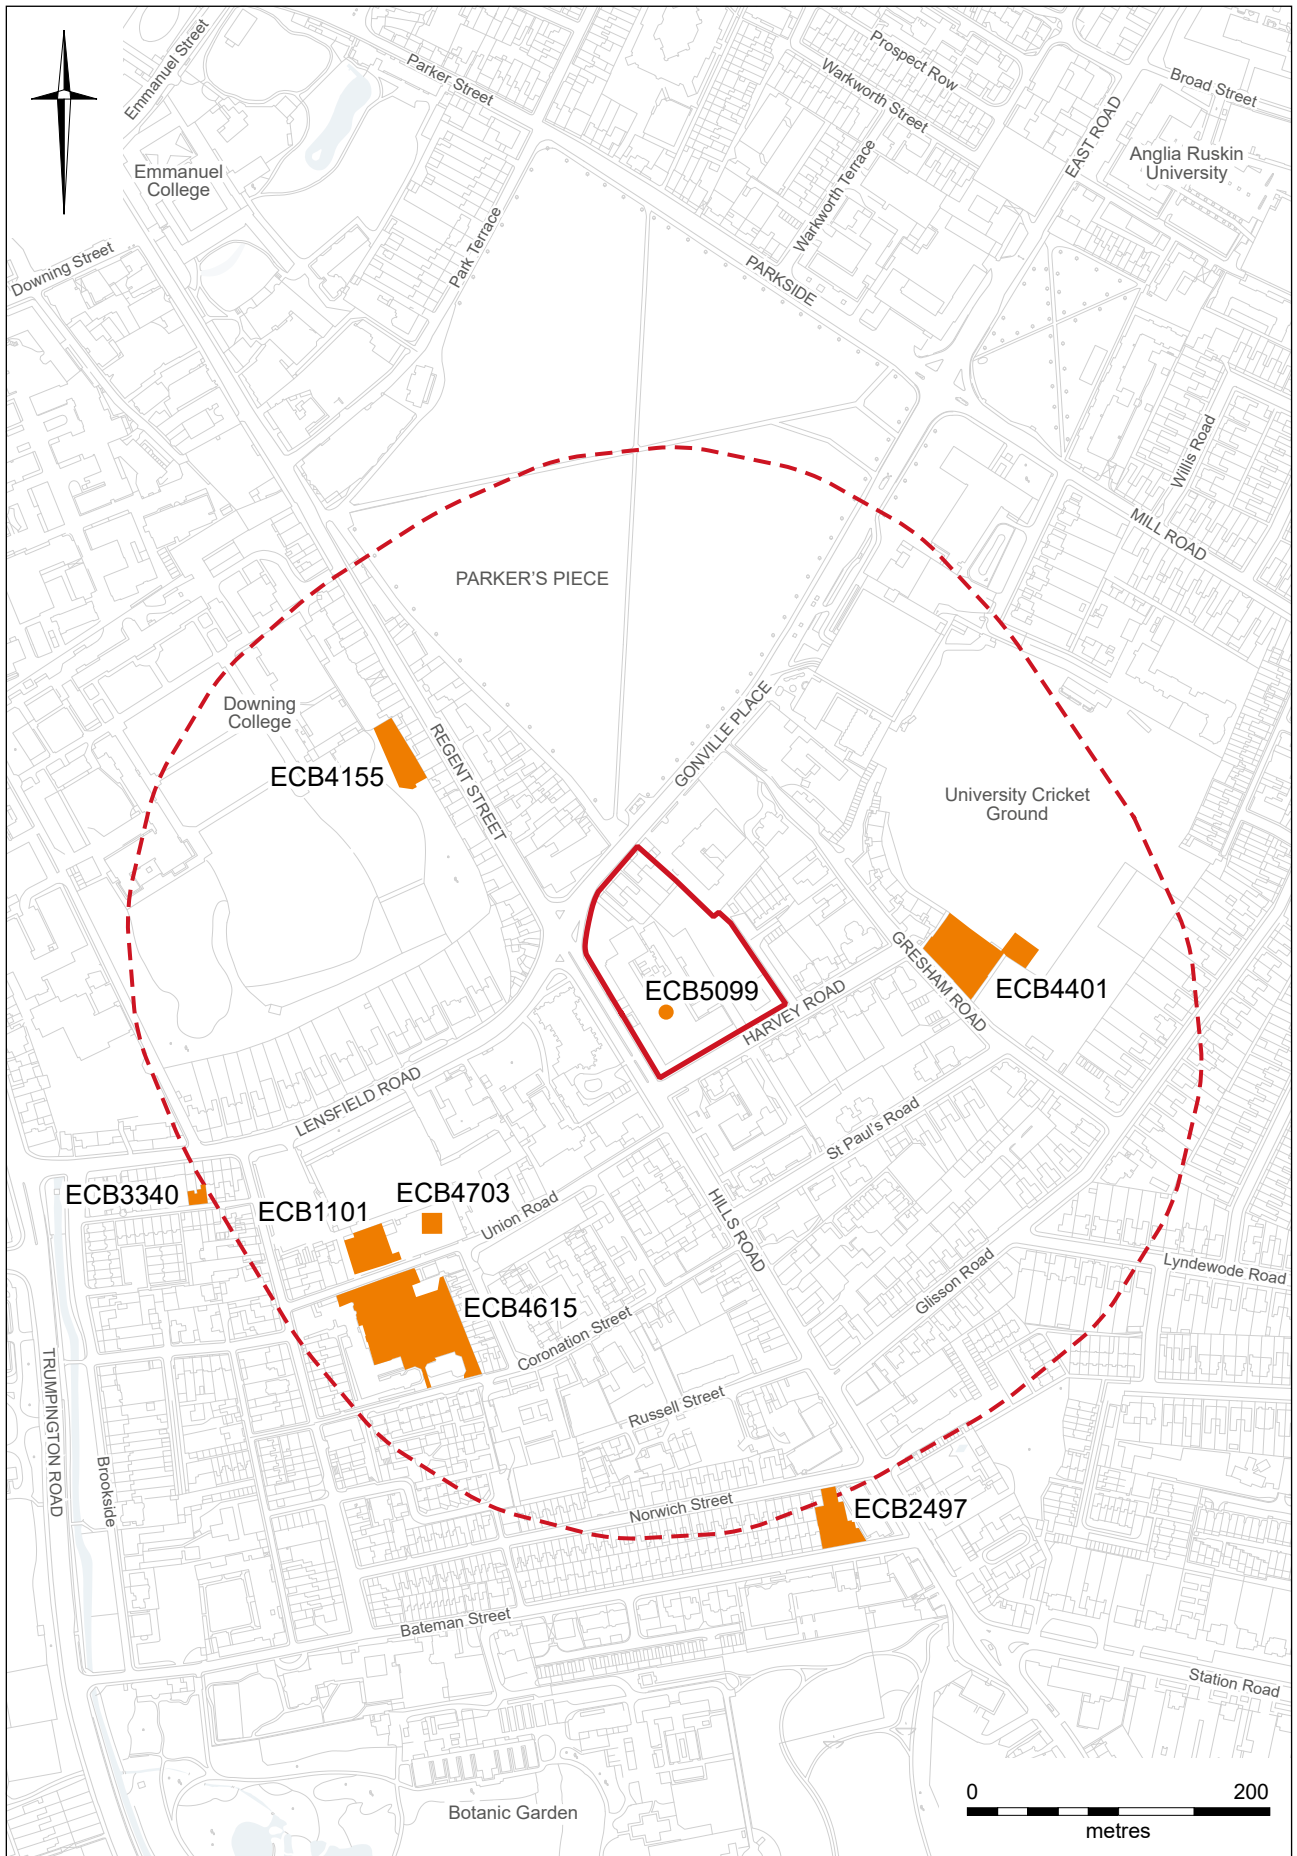 Emmanuel Street
Parker Street
Prospect Row
Warkworth Street
Broad Street
EAST ROAD
Emmanuel
College
Anglia Ruskin
University
Warkworth Terrace
Park Terrace
Downing Street
PARKSIDE
Willis Road
MILL ROAD
PARKER'S PIECE
Downing
College
REGENT STREET
GONVILLE PLACE
ECB4155
University Cricket
Ground
GRESHAM ROAD
ECB5099
ECB4401
HARVEY ROAD
LENSFIELD ROAD
St Paul's Road
ECB3340
ECB1101
ECB4703
Union Road
HILLS ROAD
Glisson Road
Lyndewode Road
ECB4615
Coronation Street
TRUMPINGTON ROAD
Russell Street
Brookside
Norwich Street
ECB2497
Bateman Street
Station Road
Botanic Garden
0 200
metres